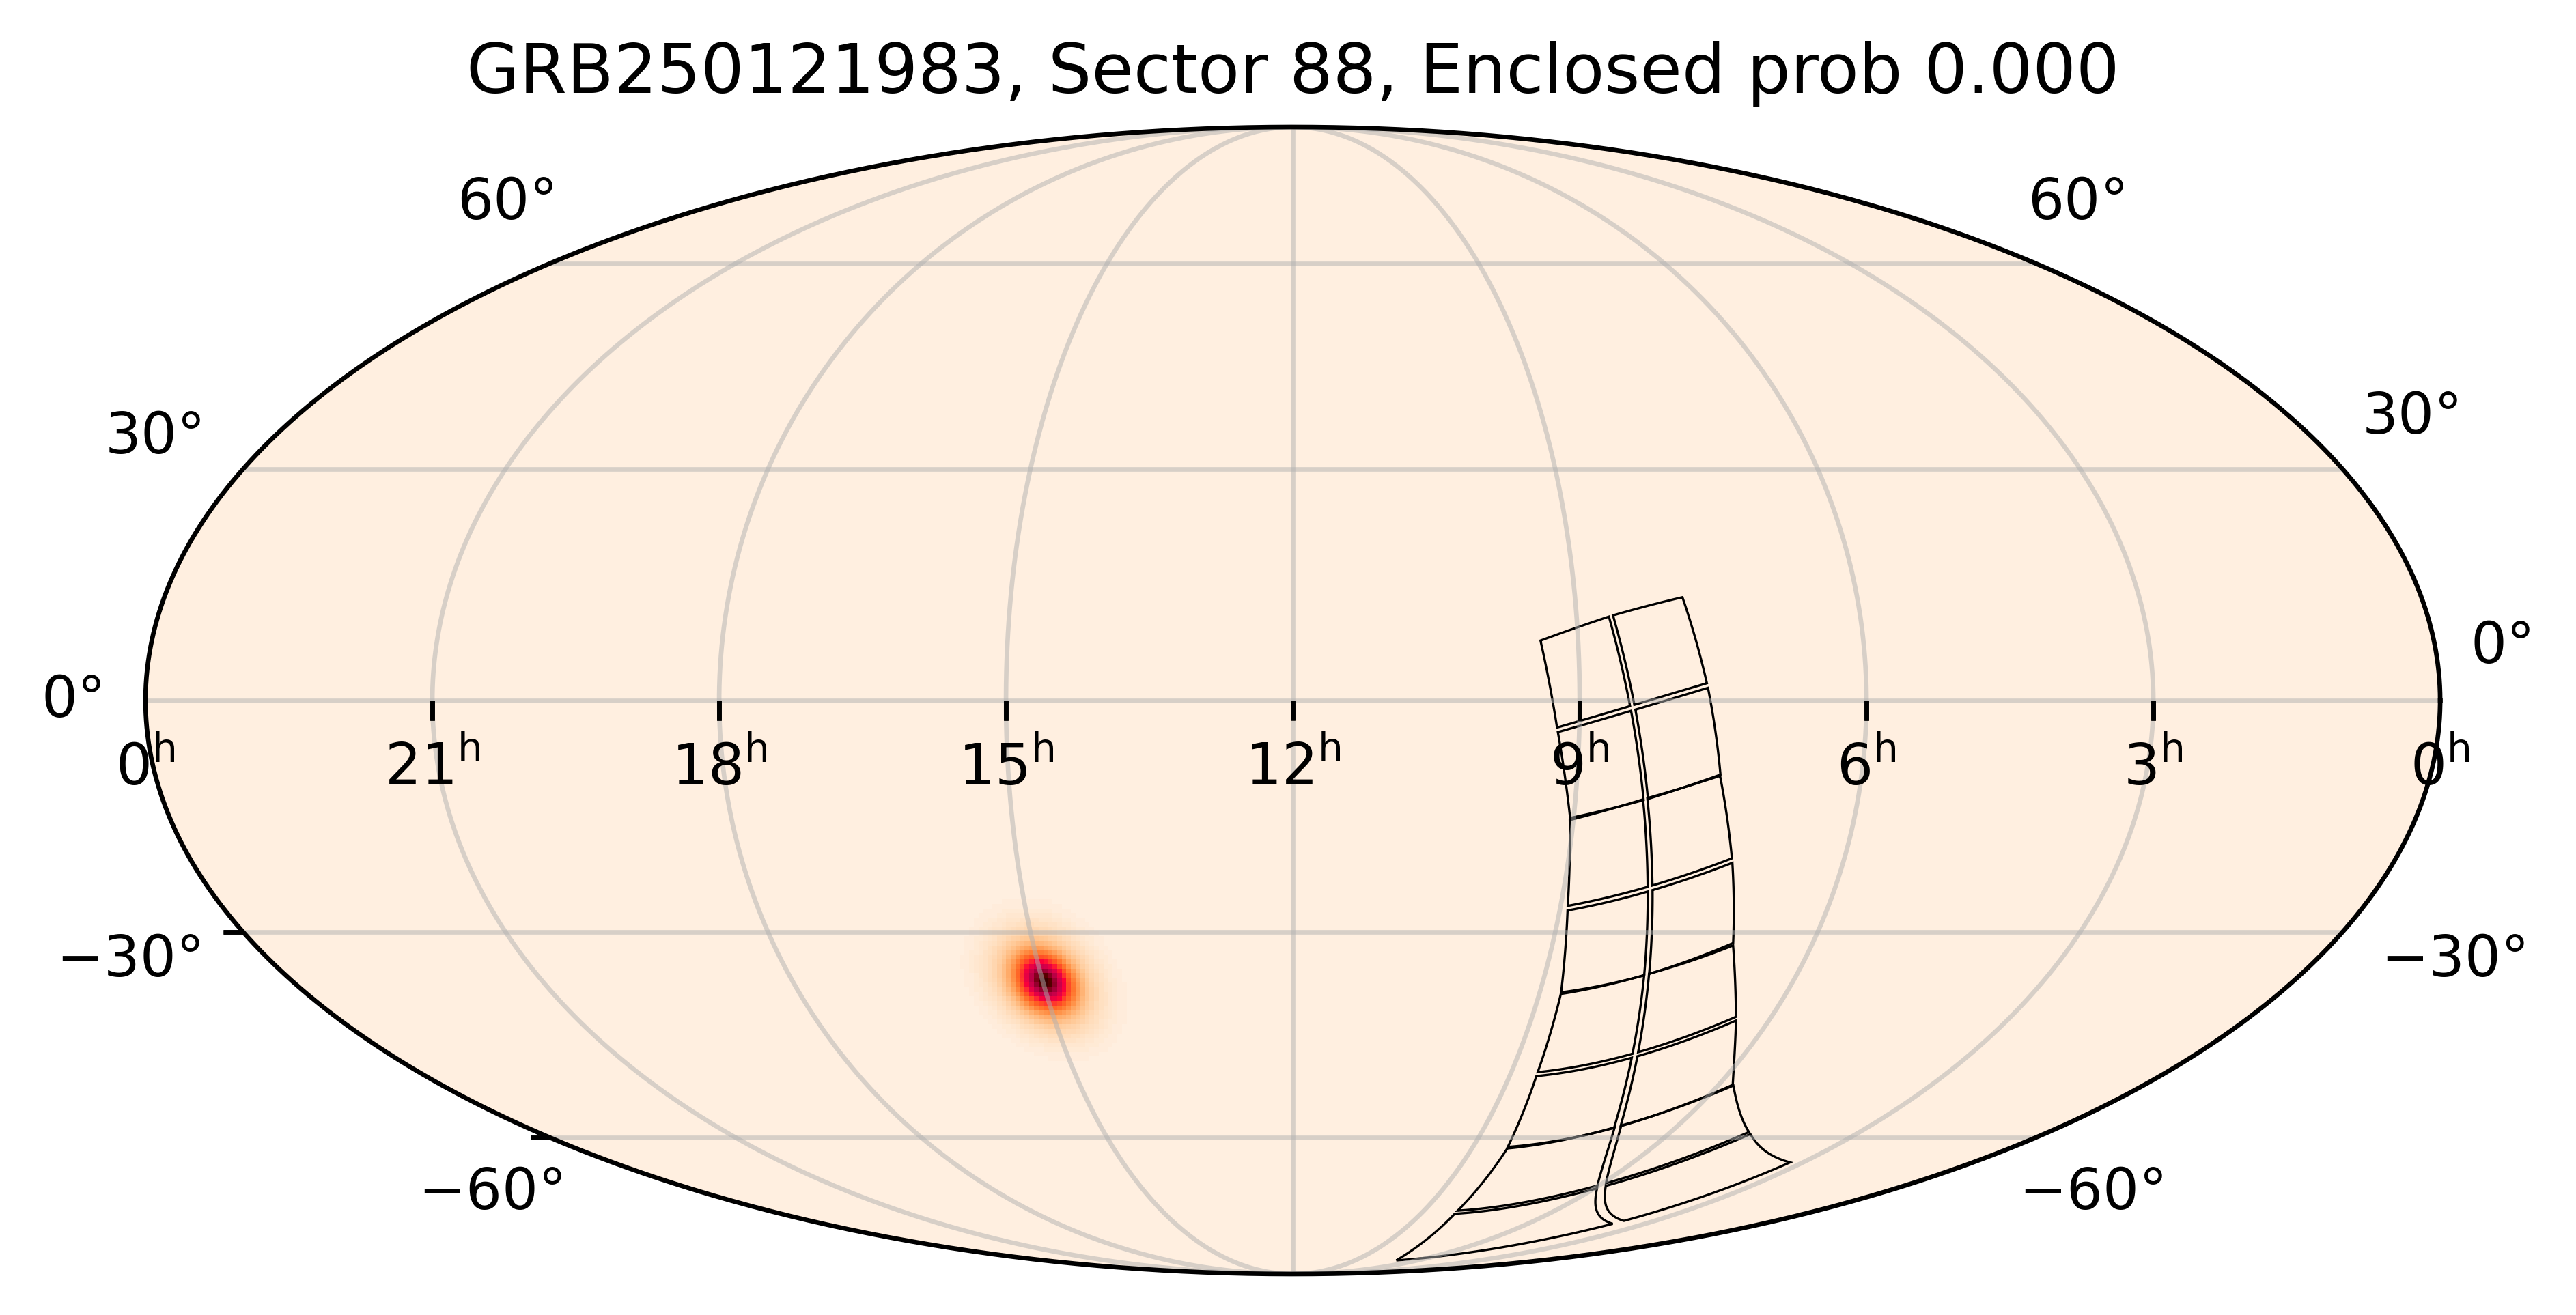 GRB250121983, Sector 88, Enclosed prob 0.000
60° 60°
30° 30°
0° 0°
0ʰ 21ʰ 18ʰ 15ʰ 12ʰ 9ʰ 6ʰ 3ʰ 0ʰ
−30° −30°
−60° −60°